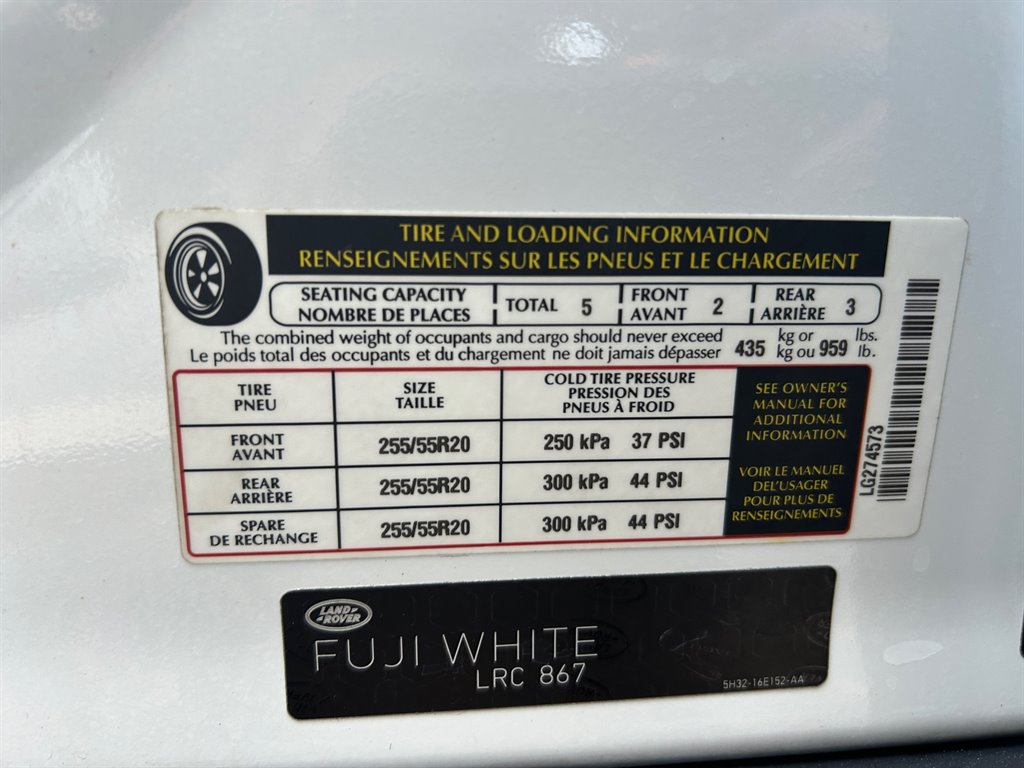 TIRE AND LOADING INFORMATION
RENSEIGNEMENTS SUR LES PNEUS ET LE CHARGEMENT
SEATING CAPACITY
NOMBRE DE PLACES
TOTAL 5
FRONT
AVANT 2
REAR
ARRIÈRE 3
The combined weight of occupants and cargo should never exceed
Le poids total des occupants et du chargement ne doit jamais dépasser
435 kg or
kg ou 959 lbs.
lb.
TIRE
PNEU
SIZE
TAILLE
COLD TIRE PRESSURE
PRESSION DES
PNEUS À FROID
FRONT
AVANT
255/55R20
250 kPa 37 PSI
REAR
ARRIÈRE
255/55R20
300 kPa 44 PSI
SPARE
DE RECHANGE
255/55R20
300 kPa 44 PSI
SEE OWNER'S
MANUAL FOR
ADDITIONAL
INFORMATION
VOIR LE MANUEL
DEL'USAGER
POUR PLUS DE
RENSEIGNEMENTS
LG274573
LAND-
ROVER
FUJI WHITE
LRC 867
5H32-16E152-AA